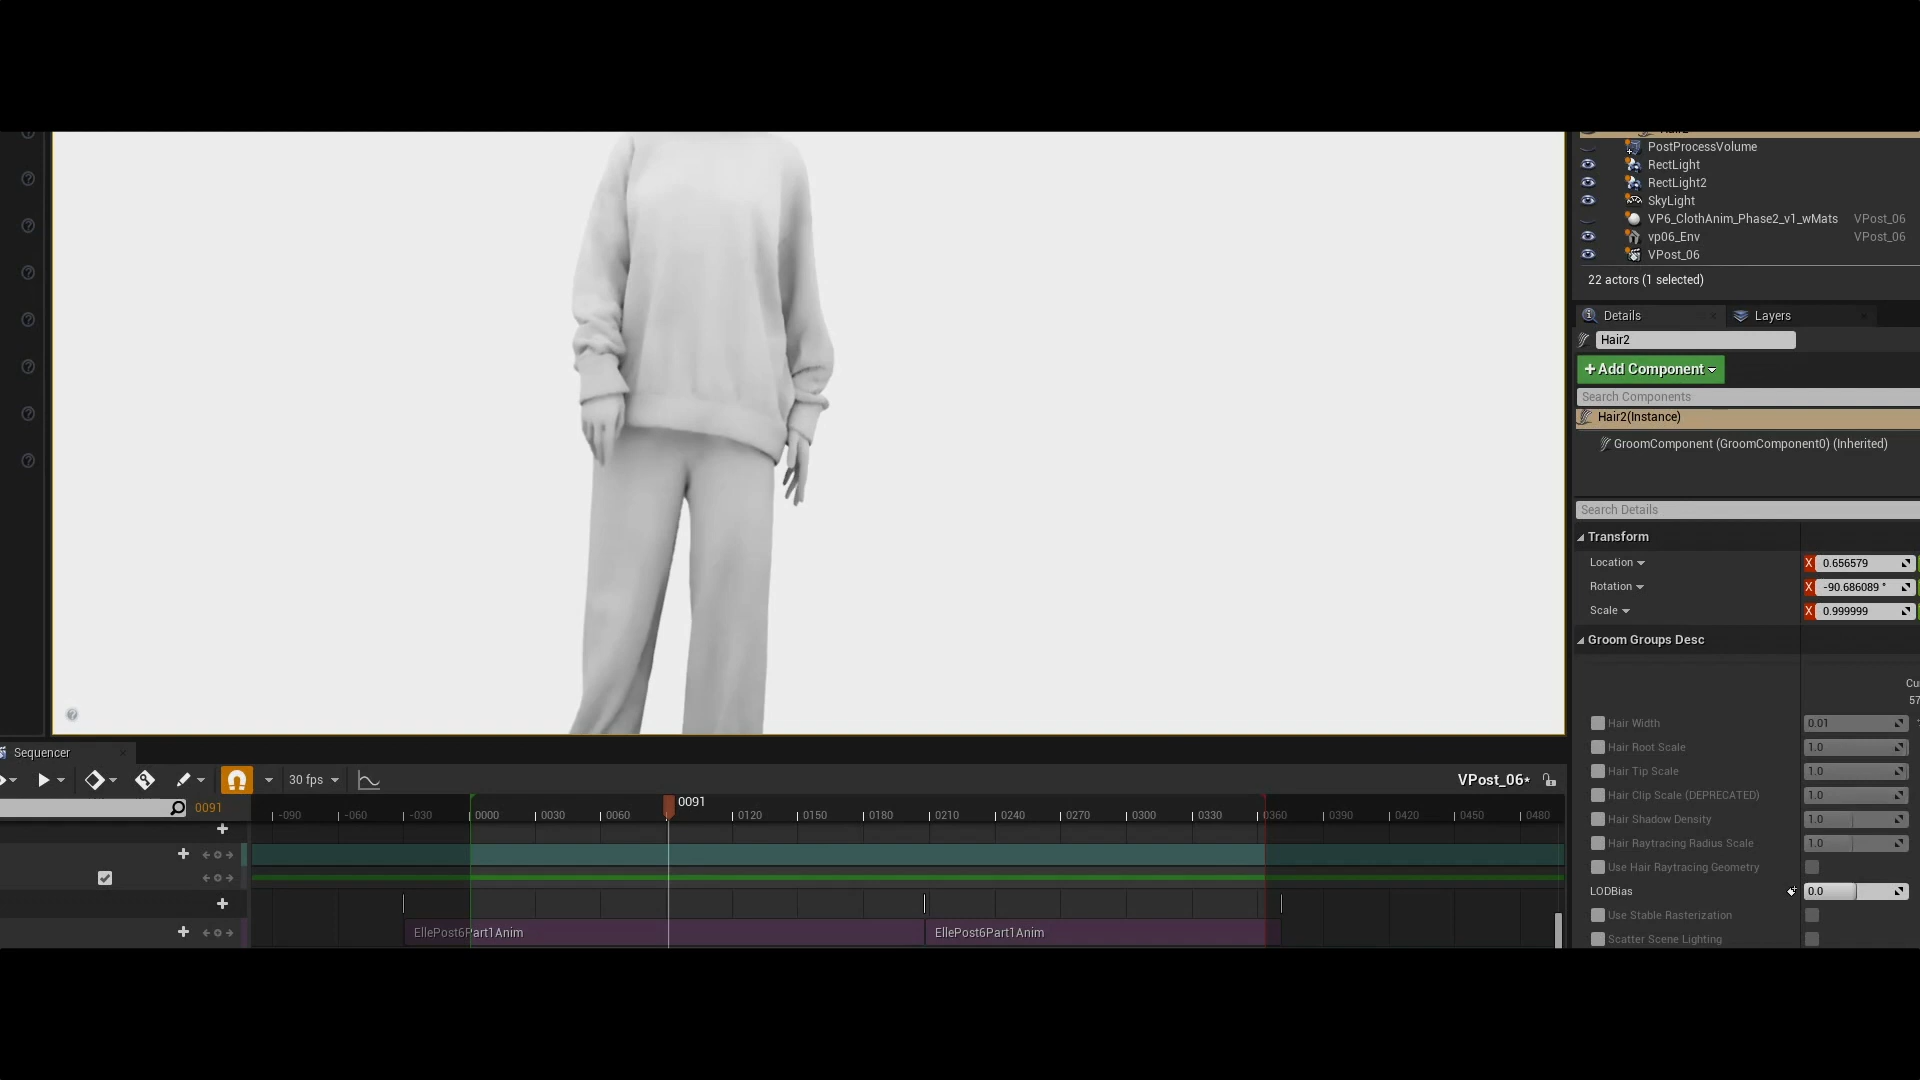 PostProcessVolume
RectLight
RectLight2
SkyLight
VP6_ClothAnim_Phase2_v1_wMats VPost_06
vp06_Env VPost_06
VPost_06
22 actors (1 selected)
Details
Layers
Hair2
+ Add Component
Search Components
Hair2(Instance)
GroomComponent (GroomComponent0) (Inherited)
Search Details
Transform
Location X 0.656579
Rotation X -90.686089 °
Scale X 0.999999
Groom Groups Desc
Cu
57
Hair Width 0.01
Hair Root Scale 1.0
Hair Tip Scale 1.0
Hair Clip Scale (DEPRECATED) 1.0
Hair Shadow Density 1.0
Hair Raytracing Radius Scale 1.0
Use Hair Raytracing Geometry
LODBias 0.0
Use Stable Rasterization
Scatter Scene Lighting
Sequencer
30 fps
VPost_06*
0091
0091
-090 -060 -030 0000 0030 0060 0120 0150 0180 0210 0240 0270 0300 0330 0360 0390 0420 0450 0480
EllePost6Part1Anim EllePost6Part1Anim